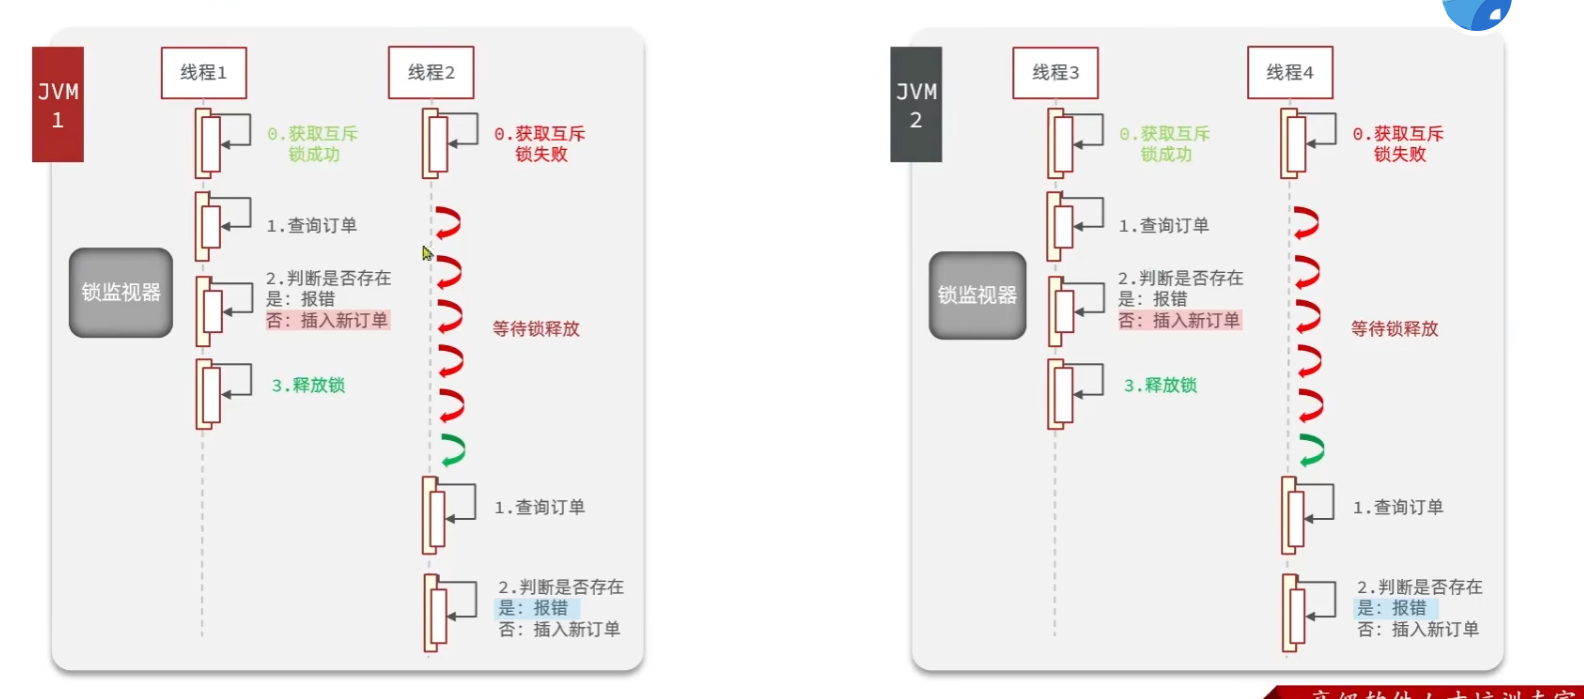 JVM
1
线程1
线程2
0.获取互斥
锁成功
0.获取互斥
锁失败
1.查询订单
锁监视器
2.判断是否存在
是：报错
否：插入新订单
等待锁释放
3.释放锁
1.查询订单
2.判断是否存在
是：报错
否：插入新订单
JVM
2
线程3
线程4
0.获取互斥
锁成功
0.获取互斥
锁失败
1.查询订单
锁监视器
2.判断是否存在
是：报错
否：插入新订单
等待锁释放
3.释放锁
1.查询订单
2.判断是否存在
是：报错
否：插入新订单